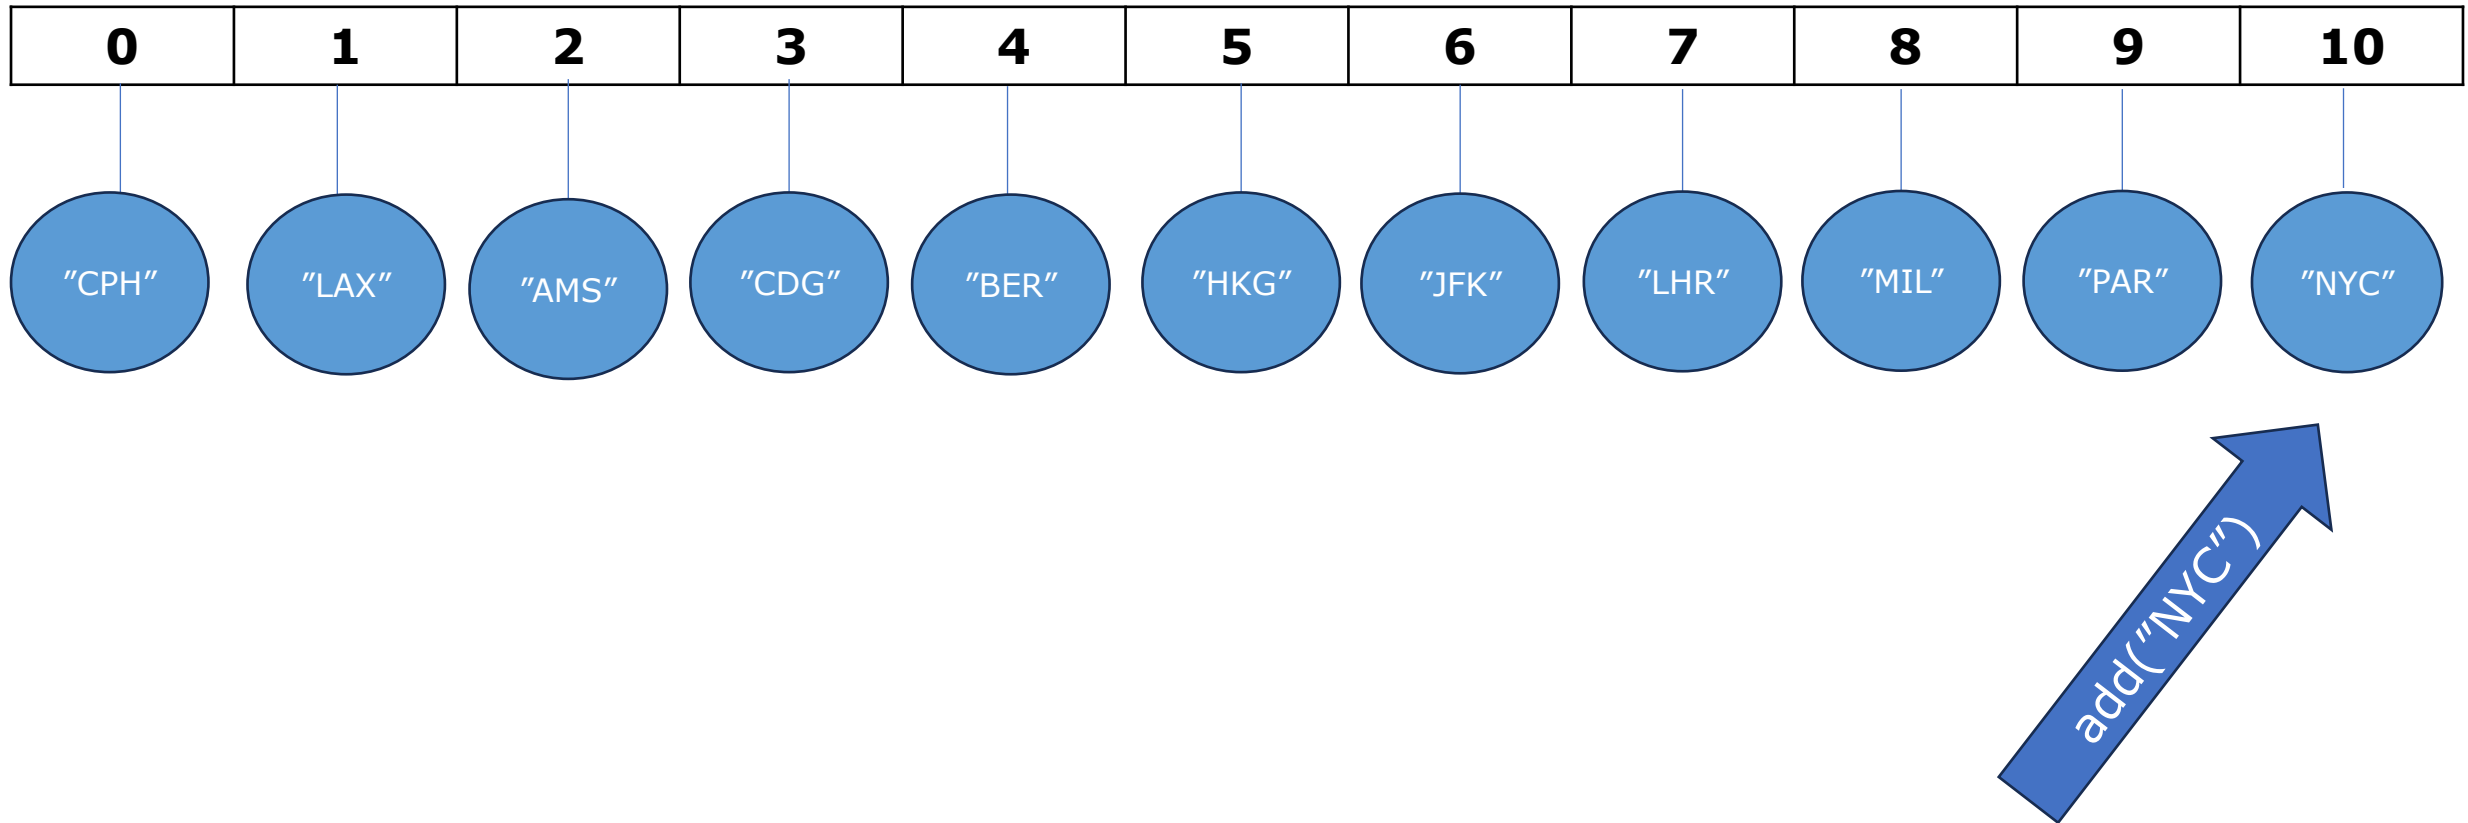 0 1 2 3 4 5 6 7 8 9 10
″CPH″ ″LAX″ ″AMS″ ″CDG″ ″BER″ ″HKG″ ″JFK″ ″LHR″ ″MIL″ ″PAR″ ″NYC″
add(″NYC″)